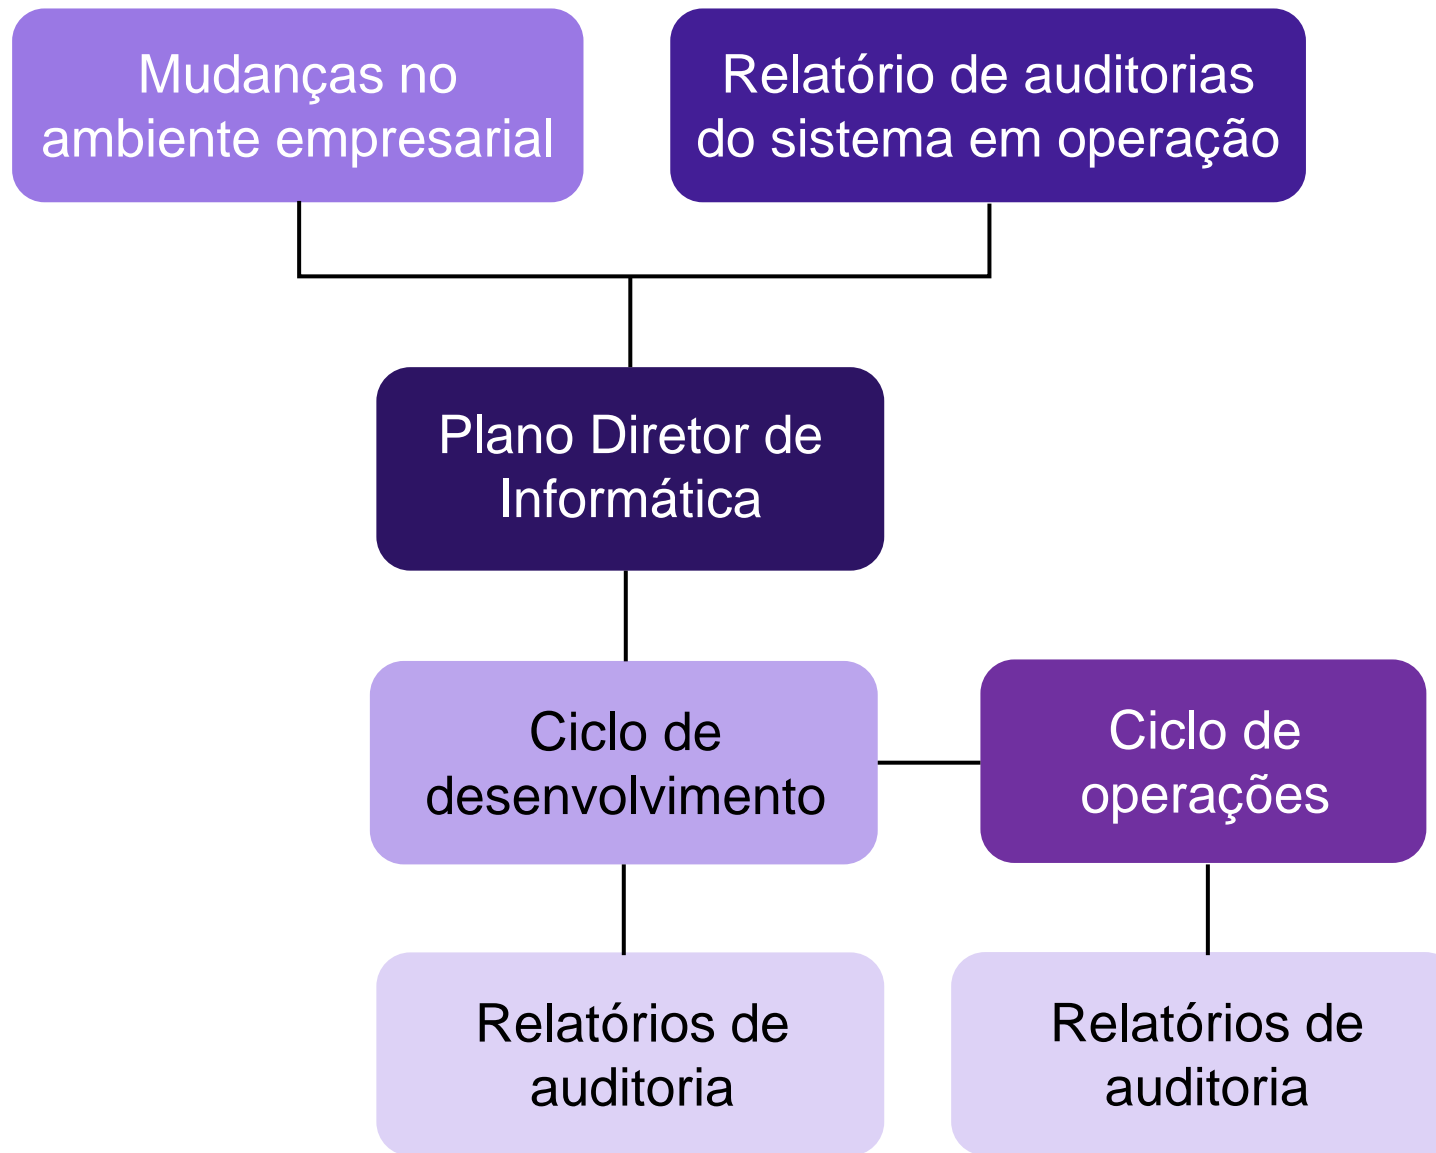 Mudanças no
ambiente empresarial
Relatório de auditorias
do sistema em operação
Plano Diretor de
Informática
Ciclo de
desenvolvimento
Ciclo de
operações
Relatórios de
auditoria
Relatórios de
auditoria